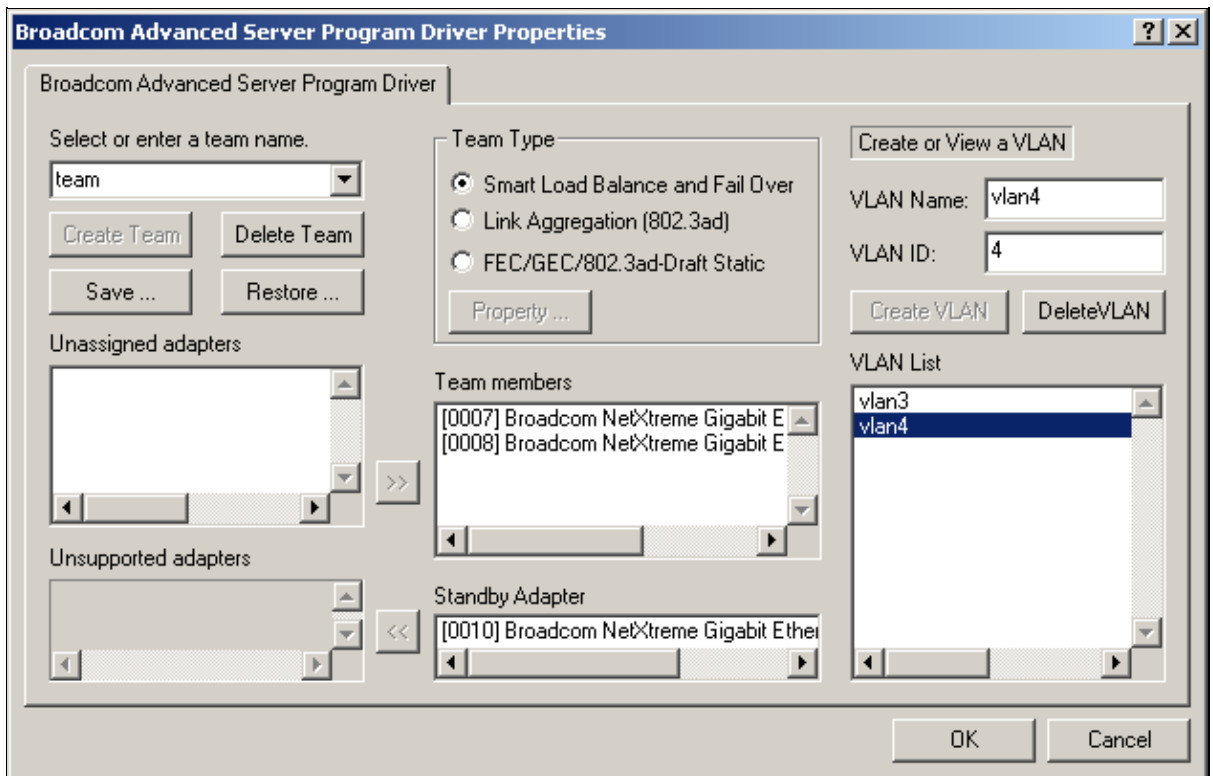 Broadcom Advanced Server Program Driver Properties
? X
Broadcom Advanced Server Program Driver
Select or enter a team name.
team
Create Team
Delete Team
Save ...
Restore ...
Unassigned adapters
>>
Unsupported adapters
<<
Team Type
Smart Load Balance and Fail Over
Link Aggregation (802.3ad)
FEC/GEC/802.3ad-Draft Static
Property ...
Team members
[0007] Broadcom NetXtreme Gigabit E
[0008] Broadcom NetXtreme Gigabit E
Standby Adapter
[0010] Broadcom NetXtreme Gigabit Ether
Create or View a VLAN
VLAN Name:
vlan4
VLAN ID:
4
Create VLAN
DeleteVLAN
VLAN List
vlan3
vlan4
OK
Cancel